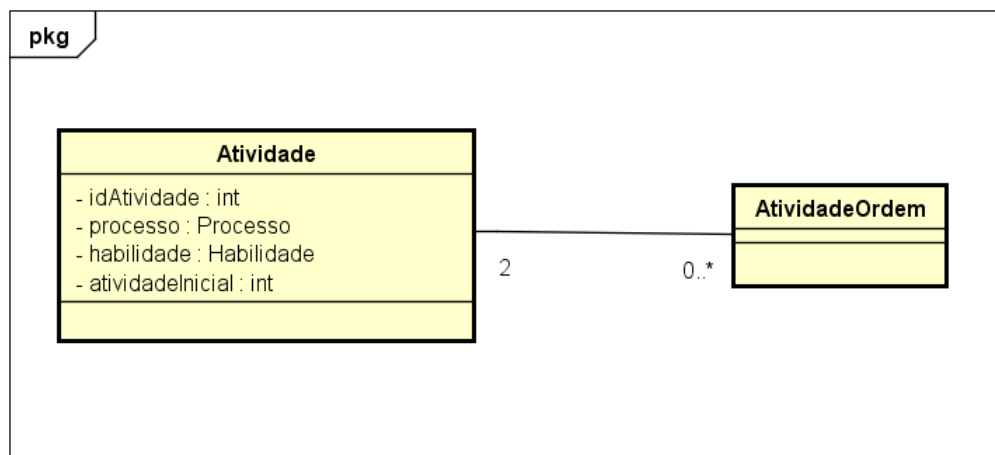 pkg
Atividade
- idAtividade : int
- processo : Processo
- habilidade : Habilidade
- atividadeInicial : int
AtividadeOrdem
2
0..*